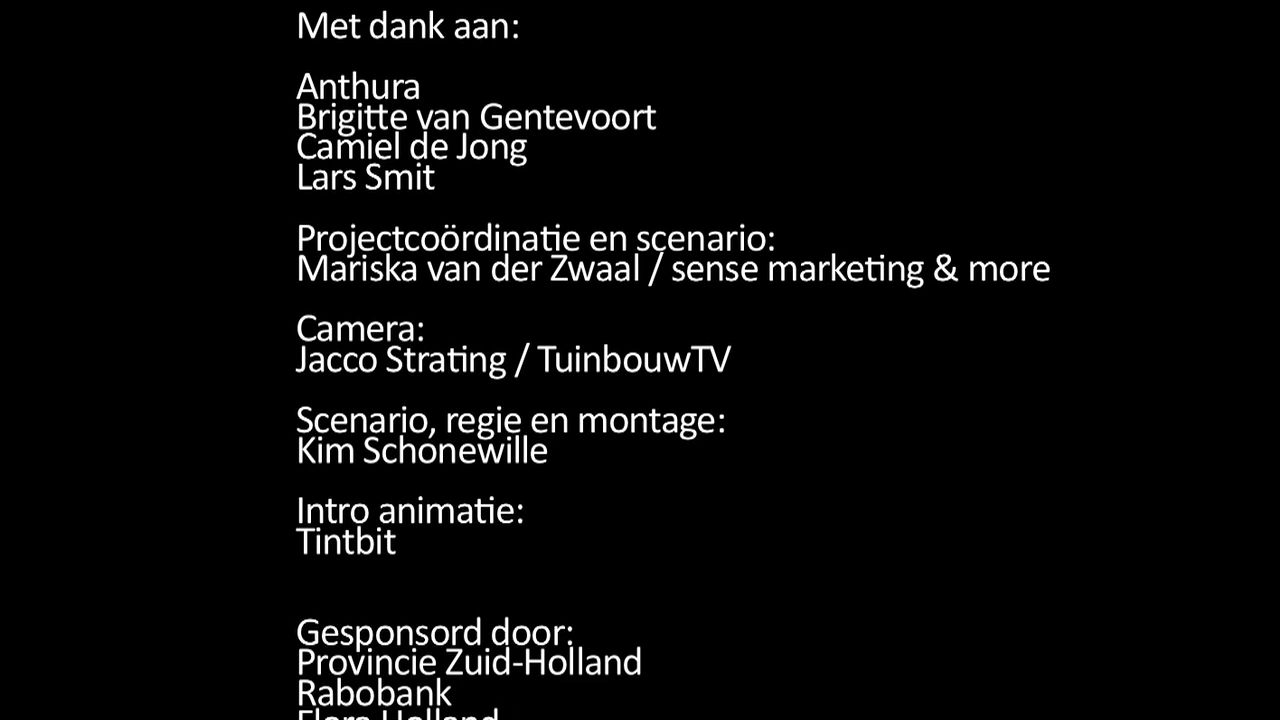 Met dank aan:
Anthura
Brigitte van Gentevoort
Camiel de Jong
Lars Smit
Projectcoördinatie en scenario:
Mariska van der Zwaal / sense marketing & more
Camera:
Jacco Strating / TuinbouwTV
Scenario, regie en montage:
Kim Schonewille
Intro animatie:
Tintbit
Gesponsord door:
Provincie Zuid-Holland
Rabobank
Flora Holland